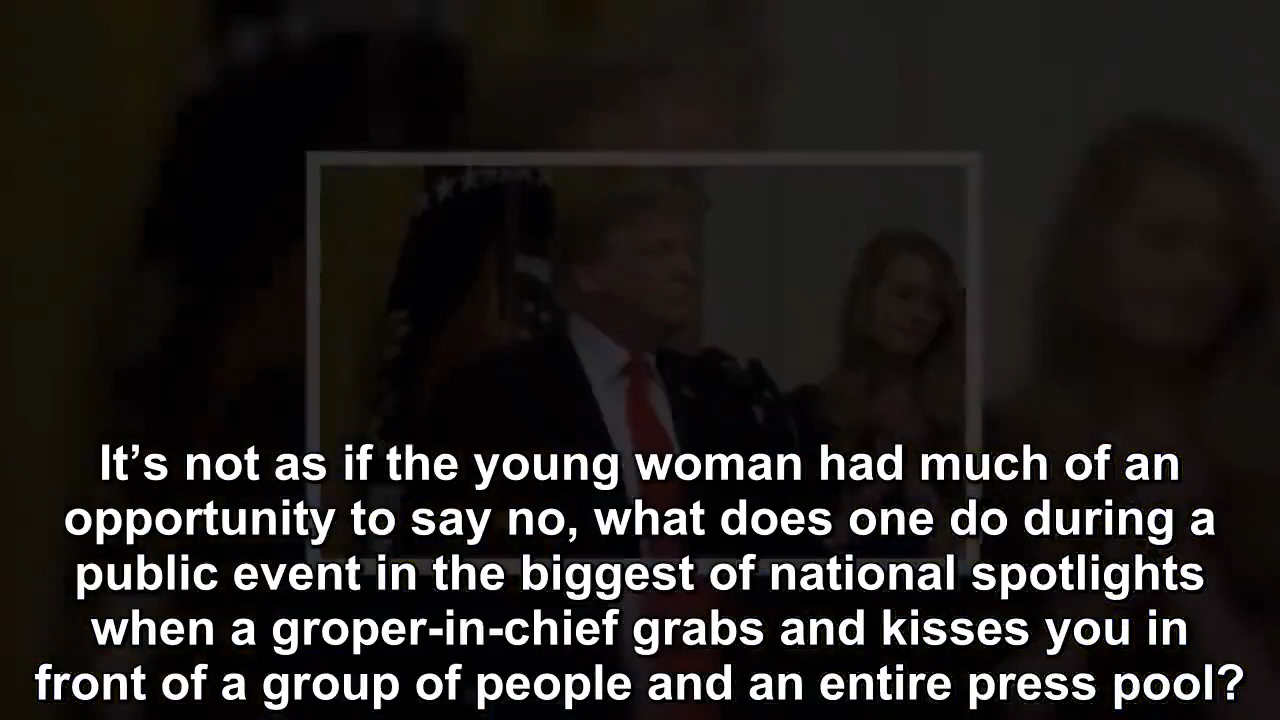 It’s not as if the young woman had much of an
opportunity to say no, what does one do during a
public event in the biggest of national spotlights
when a groper-in-chief grabs and kisses you in
front of a group of people and an entire press pool?